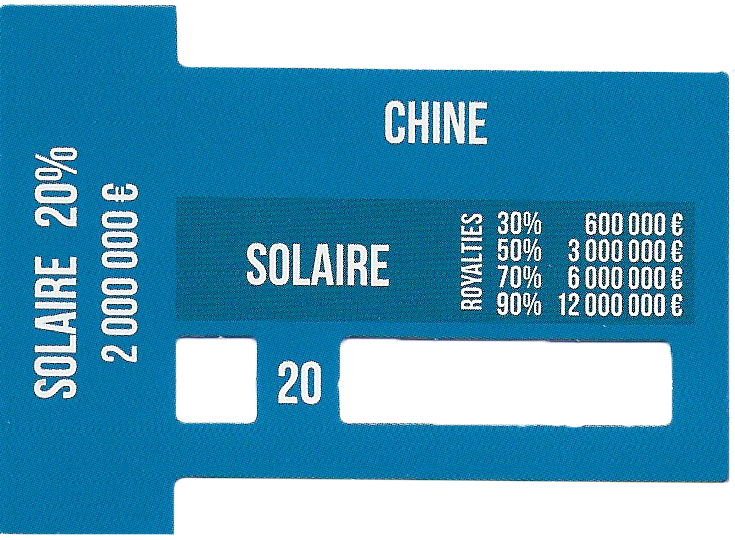 SOLAIRE 20%
2 000 000 €
CHINE
SOLAIRE
ROYALTIES
30% 600 000 €
50% 3 000 000 €
70% 6 000 000 €
90% 12 000 000 €
20